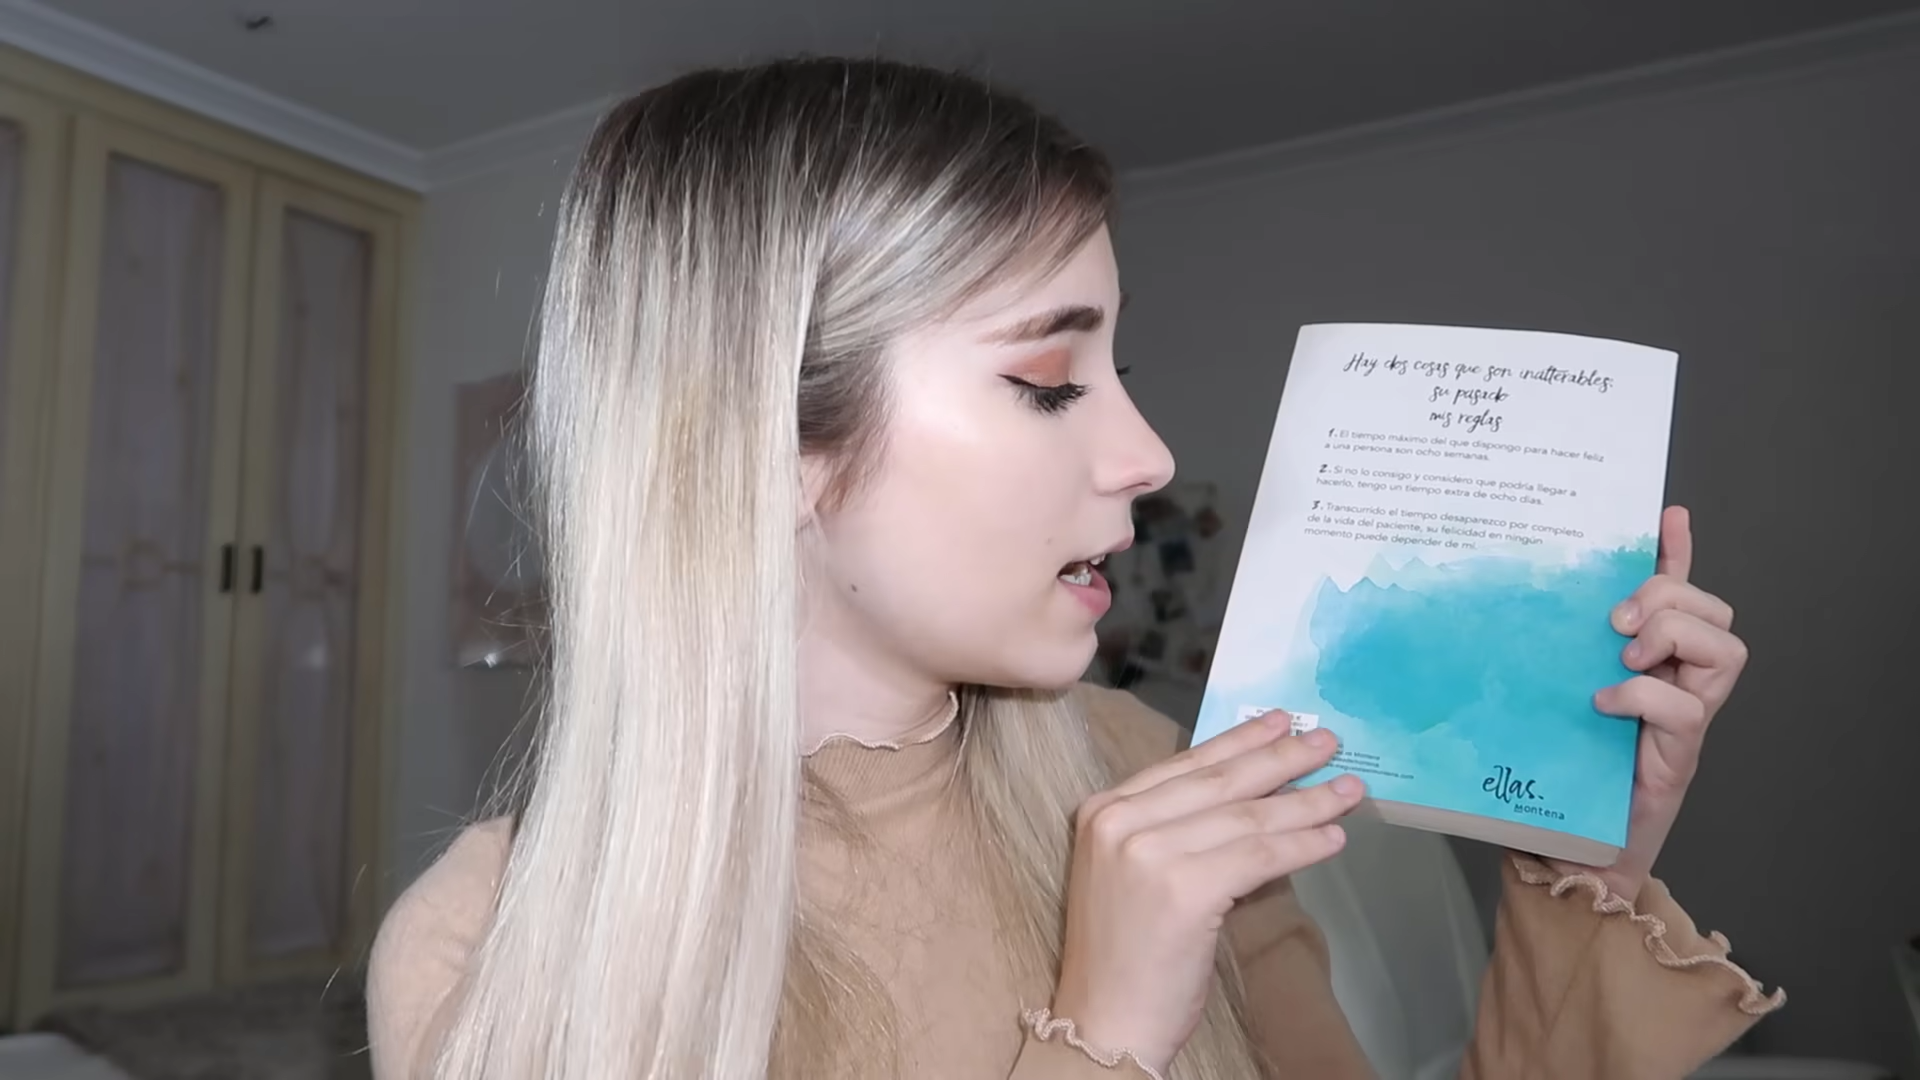 Hay dos cosas que son inalterables:
su pasado
mis reglas
1. El tiempo máximo del que dispongo para hacer feliz
a una persona son ocho semanas.
2. Si no lo consigo y considero que podría llegar a
hacerlo, tengo un tiempo extra de ocho días.
3. Transcurrido el tiempo desaparezco por completo
de la vida del paciente, su felicidad en ningún
momento puede depender de mí.
ellas.
Montena